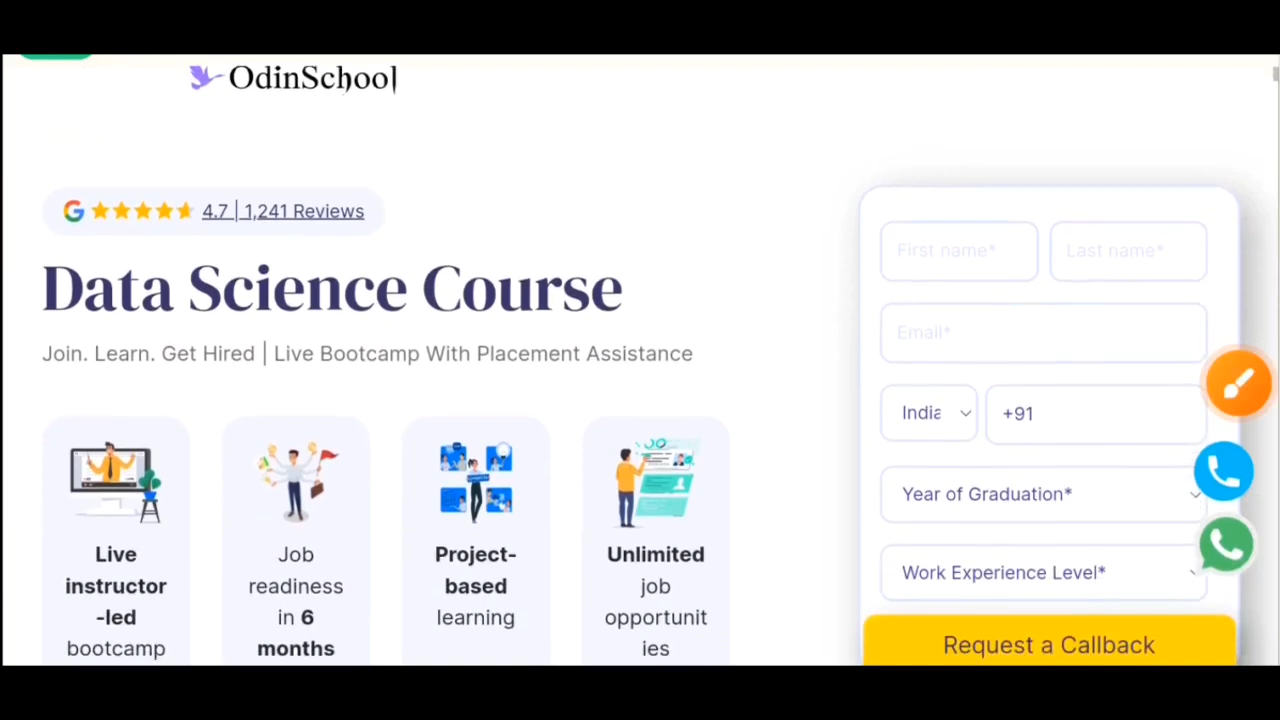 OdinSchool
4.7 | 1,241 Reviews
Data Science Course
Join. Learn. Get Hired | Live Bootcamp With Placement Assistance
Live
instructor
-led
bootcamp
Job
readiness
in 6
months
Project-
based
learning
Unlimited
job
opportunit
ies
First name*
Last name*
Email*
India
+91
Year of Graduation*
Work Experience Level*
Request a Callback